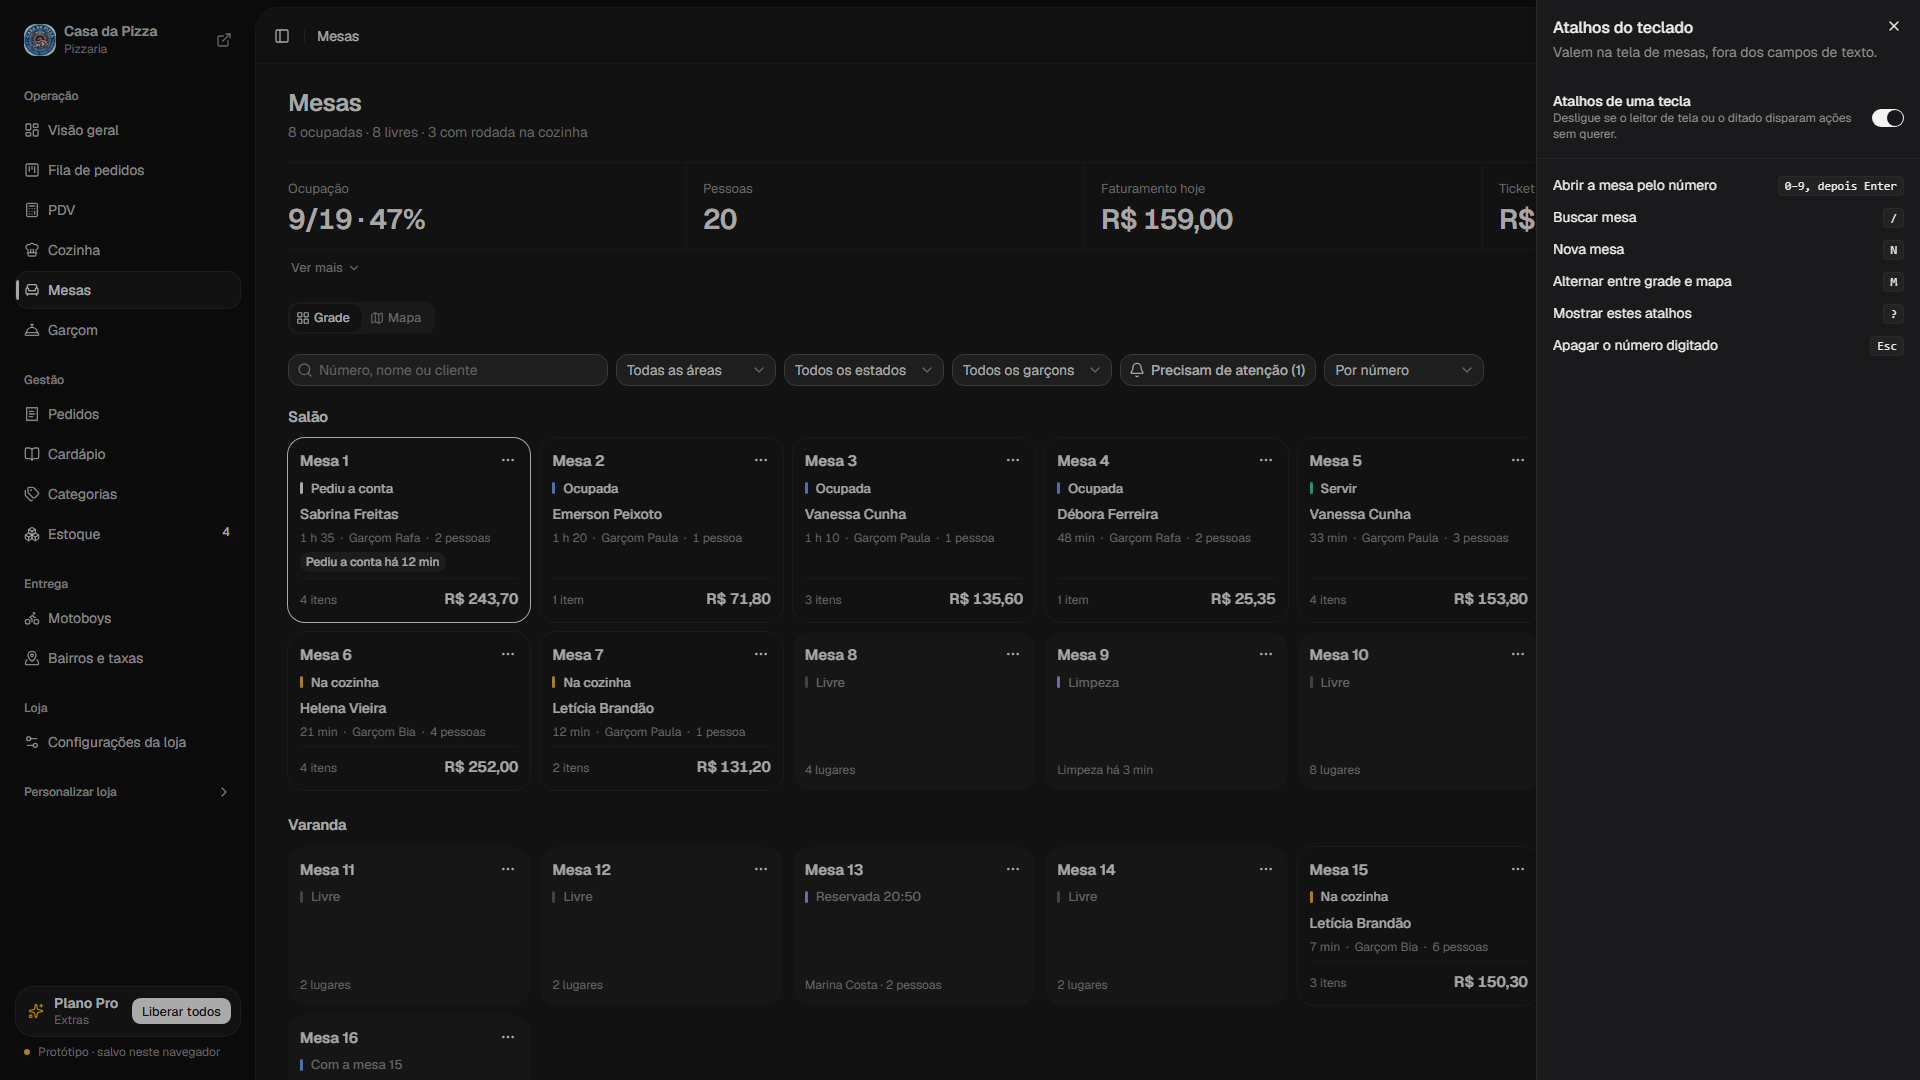 Casa da Pizza
Pizzaria
Operação
Visão geral
Fila de pedidos
PDV
Cozinha
Mesas
Garçom
Gestão
Pedidos
Cardápio
Categorias
Estoque 4
Entrega
Motoboys
Bairros e taxas
Loja
Configurações da loja
Personalizar loja
Plano Pro
Extras
Liberar todos
Protótipo · salvo neste navegador
Mesas
Mesas
8 ocupadas · 8 livres · 3 com rodada na cozinha
Ocupação
9/19 · 47%
Pessoas
20
Faturamento hoje
R$ 159,00
Ticket
R$
Ver mais
Grade Mapa
Número, nome ou cliente
Todas as áreas
Todos os estados
Todos os garçons
Precisam de atenção (1)
Por número
Salão
Mesa 1
Pediu a conta
Sabrina Freitas
1 h 35 · Garçom Rafa · 2 pessoas
Pediu a conta há 12 min
4 itens R$ 243,70
Mesa 2
Ocupada
Emerson Peixoto
1 h 20 · Garçom Paula · 1 pessoa
1 item R$ 71,80
Mesa 3
Ocupada
Vanessa Cunha
1 h 10 · Garçom Paula · 1 pessoa
3 itens R$ 135,60
Mesa 4
Ocupada
Débora Ferreira
48 min · Garçom Rafa · 2 pessoas
1 item R$ 25,35
Mesa 5
Servir
Vanessa Cunha
33 min · Garçom Paula · 3 pessoas
4 itens R$ 153,80
Mesa 6
Na cozinha
Helena Vieira
21 min · Garçom Bia · 4 pessoas
4 itens R$ 252,00
Mesa 7
Na cozinha
Letícia Brandão
12 min · Garçom Paula · 1 pessoa
2 itens R$ 131,20
Mesa 8
Livre
4 lugares
Mesa 9
Limpeza
Limpeza há 3 min
Mesa 10
Livre
8 lugares
Varanda
Mesa 11
Livre
2 lugares
Mesa 12
Livre
2 lugares
Mesa 13
Reservada 20:50
Marina Costa · 2 pessoas
Mesa 14
Livre
2 lugares
Mesa 15
Na cozinha
Letícia Brandão
7 min · Garçom Bia · 6 pessoas
3 itens R$ 150,30
Mesa 16
Com a mesa 15
Atalhos do teclado
Valem na tela de mesas, fora dos campos de texto.
Atalhos de uma tecla
Desligue se o leitor de tela ou o ditado disparam ações
sem querer.
Abrir a mesa pelo número 0–9, depois Enter
Buscar mesa /
Nova mesa N
Alternar entre grade e mapa M
Mostrar estes atalhos ?
Apagar o número digitado Esc